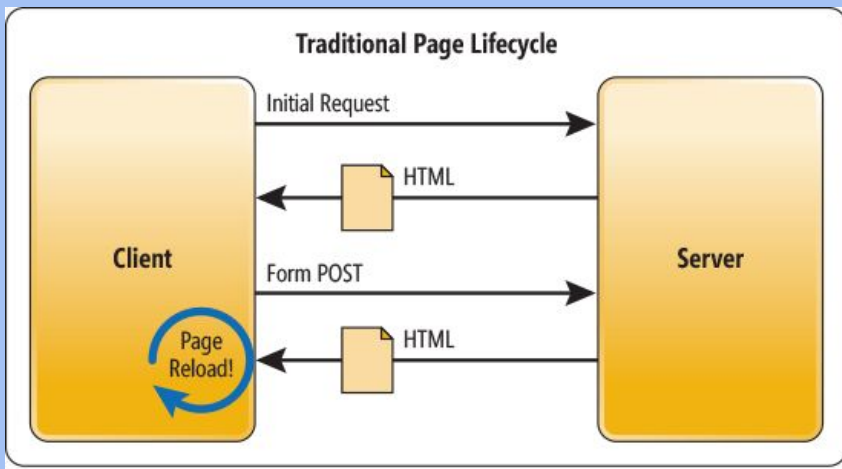 Traditional Page Lifecycle
Initial Request
HTML
Client
Server
Form POST
HTML
Page
Reload!